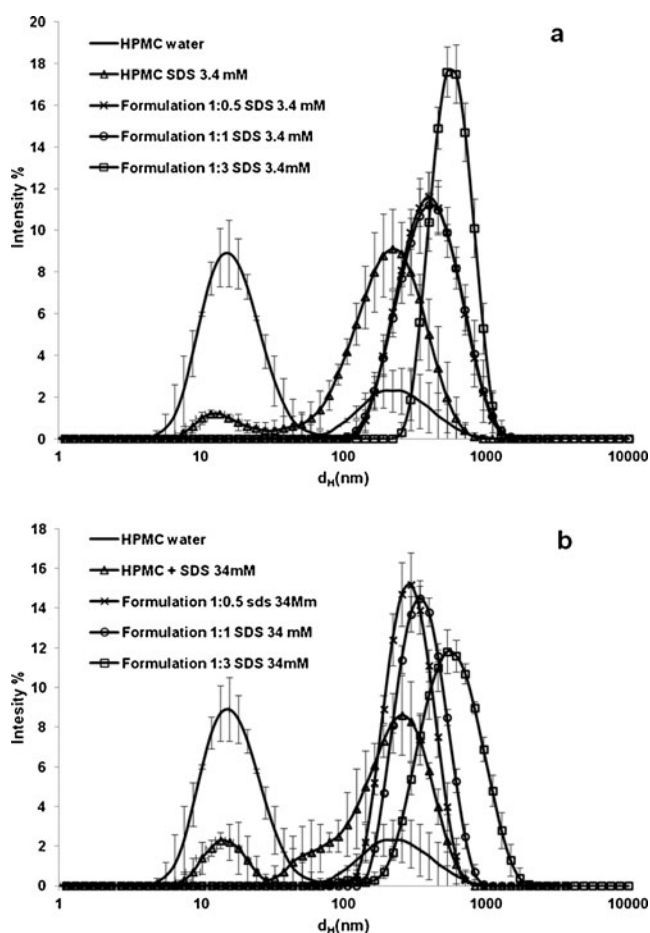 a
20
18
16
14
12
10
8
6
4
2
0
Intensity %
HPMC water
HPMC SDS 3.4 mM
Formulation 1:0.5 SDS 3.4 mM
Formulation 1:1 SDS 3.4 mM
Formulation 1:3 SDS 3.4mM
1 10 100 1000 10000
dH(nm)
b
18
16
14
12
10
8
6
4
2
0
Intesity %
HPMC water
HPMC + SDS 34mM
Formulation 1:0.5 sds 34Mm
Formulation 1:1 SDS 34 mM
Formulation 1:3 SDS 34mM
1 10 100 1000 10000
dH(nm)